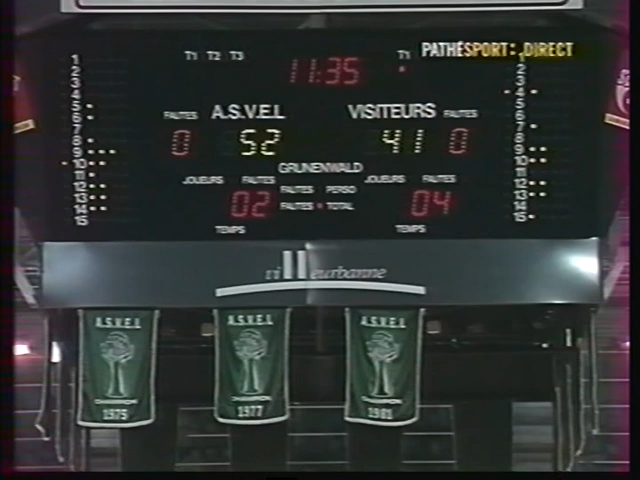 PATHÉSPORT: DIRECT
T1 T2 T3 11:35 T1
FAUTES A.S.V.E.L VISITEURS FAUTES
0 52 41 0
GRUNENWALD
JOUEURS FAUTES FAUTES PERSO JOUEURS FAUTES
02 FAUTES TOTAL 04
TEMPS TEMPS
1 1
2 2
3 3
4 4
5 5
6 6
7 7
8 8
9 9
10 10
11 11
12 12
13 13
14 14
15 15
villeurbanne
A.S.V.E.L A.S.V.E.L A.S.V.E.L
CHAMPION CHAMPION CHAMPION
1975 1977 1981